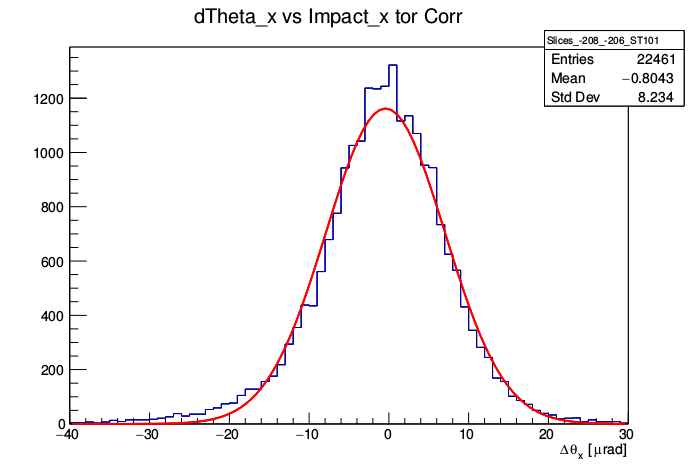 dTheta_x vs Impact_x tor Corr
Slices_-208_-206_ST101
Entries 22461
Mean −0.8043
Std Dev 8.234
1200
1000
800
600
400
200
0
−40 −30 −20 −10 0 10 20 30
Δθx [μrad]